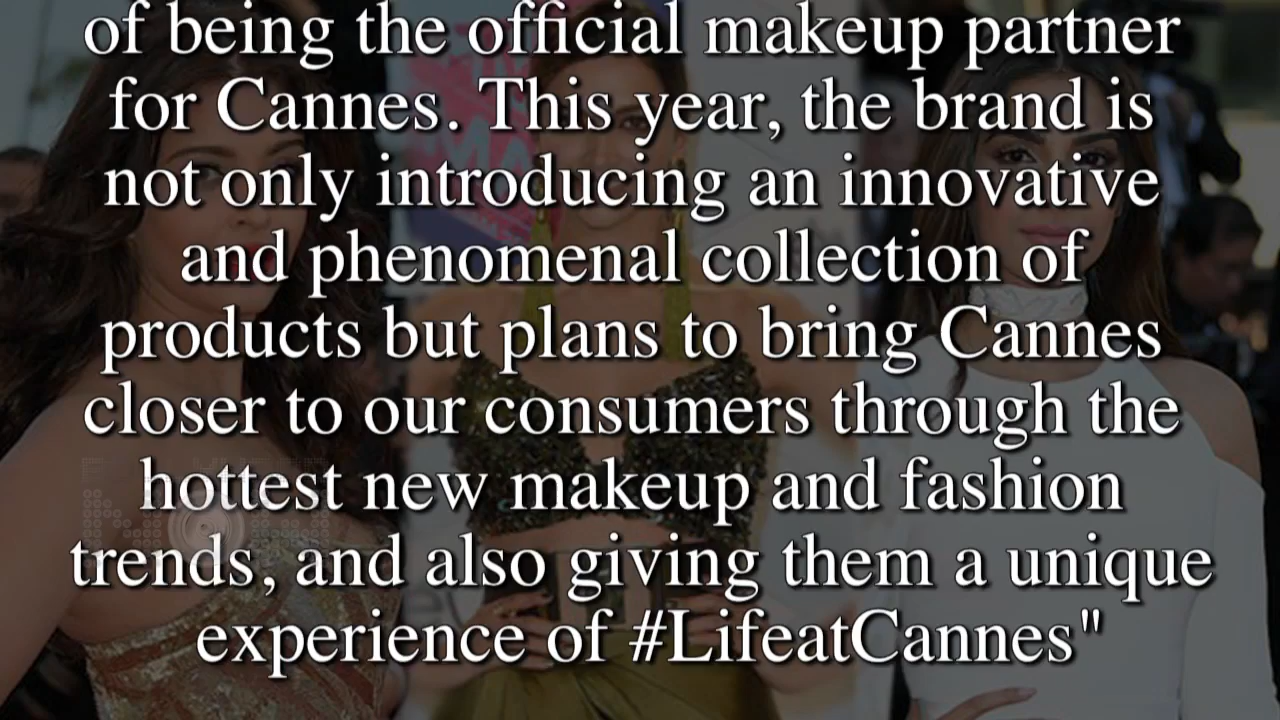 of being the official makeup partner
for Cannes. This year, the brand is
not only introducing an innovative
and phenomenal collection of
products but plans to bring Cannes
closer to our consumers through the
hottest new makeup and fashion
trends, and also giving them a unique
experience of #LifeatCannes"